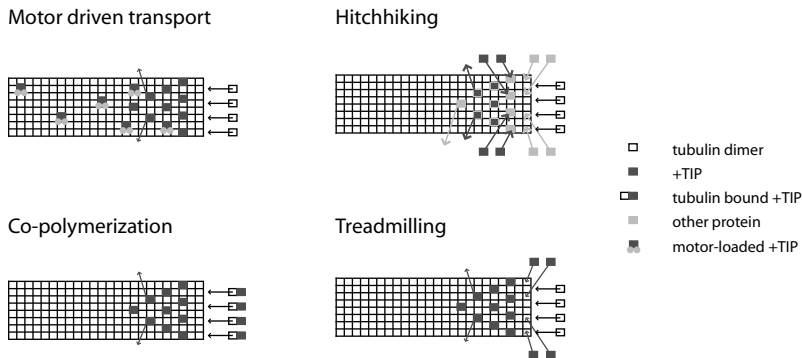 Motor driven transport
Hitchhiking
tubulin dimer
+TIP
tubulin bound +TIP
other protein
motor-loaded +TIP
Co-polymerization
Treadmilling